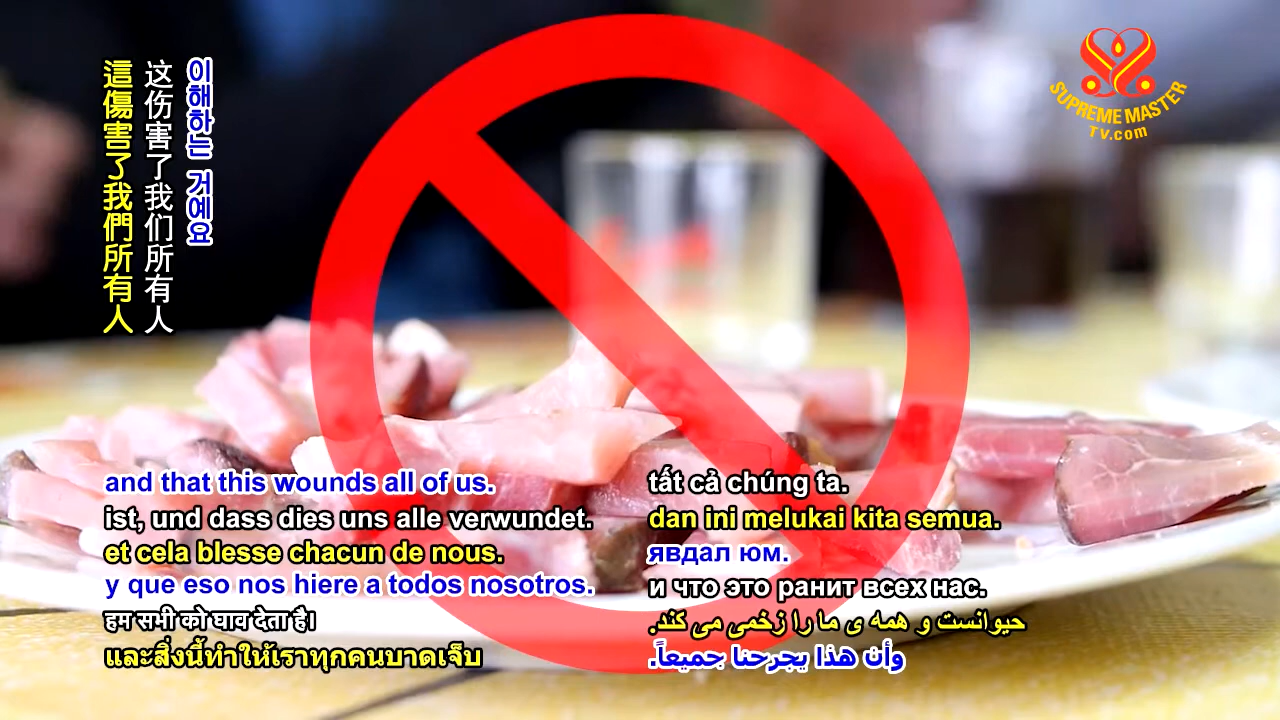 這傷害了我們所有人
这伤害了我们所有人
이해하는 거예요
SUPREME MASTER
TV.com
and that this wounds all of us.
ist, und dass dies uns alle verwundet.
et cela blesse chacun de nous.
y que eso nos hiere a todos nosotros.
हम सभी को घाव देता है।
และสิ่งนี้ทำให้เราทุกคนบาดเจ็บ
tất cả chúng ta.
dan ini melukai kita semua.
явдал юм.
и что это ранит всех нас.
حیوانست و همه ی ما را زخمی می کند.
وأن هذا يجرحنا جميعاً.